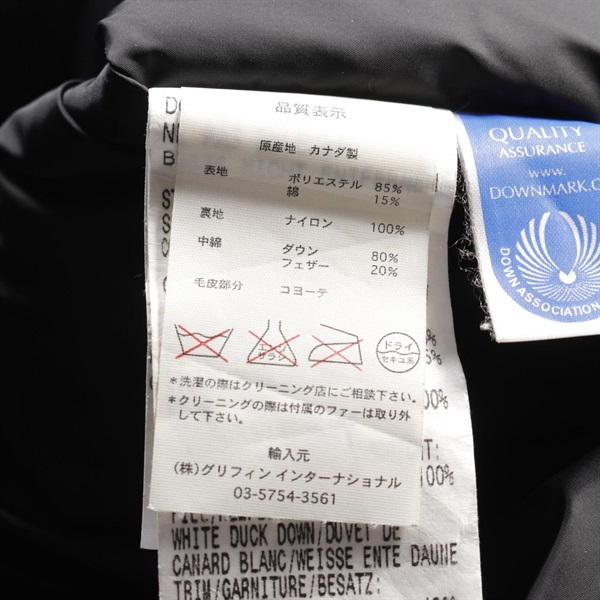 品質表示
原産地 カナダ製
表地 ポリエステル 85%
綿 15%
裏地 ナイロン 100%
中綿 ダウン 80%
フェザー 20%
毛皮部分 コヨーテ
エンソ
サラシ
ドライ
セキユ系
*洗濯の際はクリーニング店にご相談下さい。
*クリーニングの際は付属のファーは取り外
して下さい。
輸入元
(株)グリフィン インターナショナル
03-5754-3561
QUALITY
ASSURANCE
WWW.
DOWNMARK.C
DOWN ASSOCIATION
100%
WHITE DUCK DOWN/DUVET DE
CANARD BLANC/WEISSE ENTE DAUNE
TRIM/GARNITURE/BESATZ: